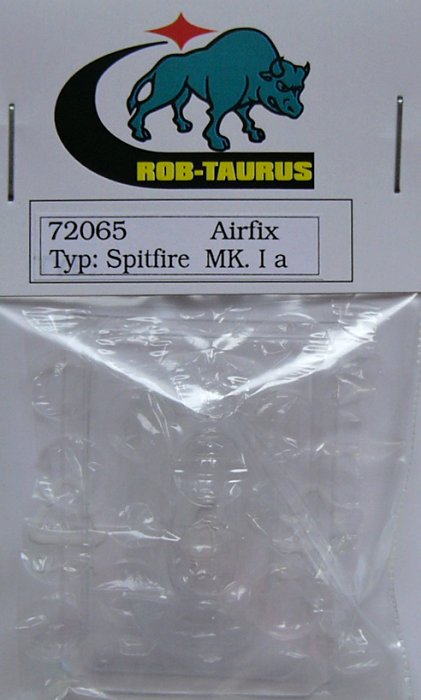 ROB-TAURUS
72065 Airfix
Typ: Spitfire MK. I a